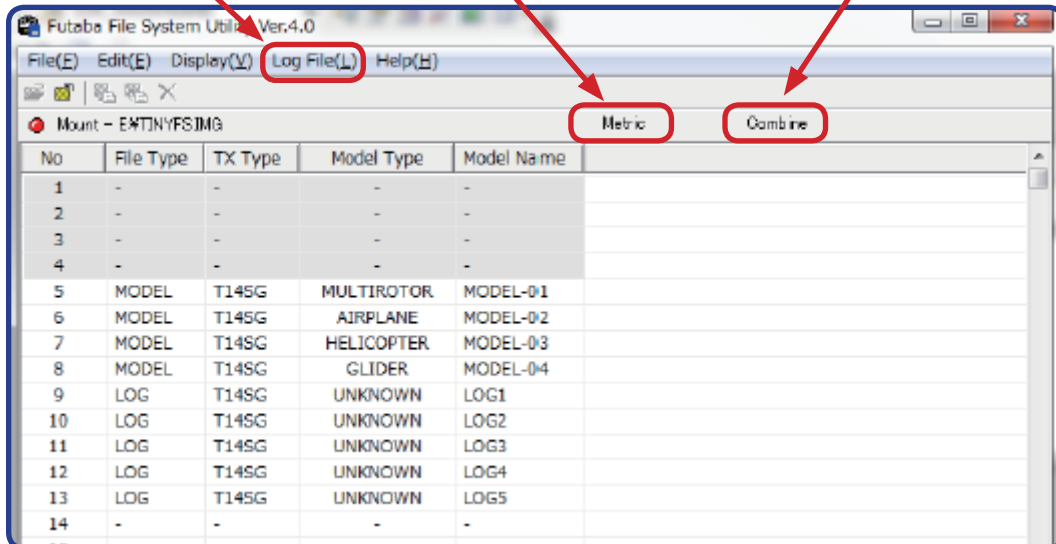 Futaba File System Utility Ver.4.0
File(F) Edit(E) Display(V) Log File(L) Help(H)
Mount - E¥TINYFS.IMG Metric Combine
No File Type TX Type Model Type Model Name
1 - - - -
2 - - - -
3 - - - -
4 - - - -
5 MODEL T14SG MULTIROTOR MODEL-01
6 MODEL T14SG AIRPLANE MODEL-02
7 MODEL T14SG HELICOPTER MODEL-03
8 MODEL T14SG GLIDER MODEL-04
9 LOG T14SG UNKNOWN LOG1
10 LOG T14SG UNKNOWN LOG2
11 LOG T14SG UNKNOWN LOG3
12 LOG T14SG UNKNOWN LOG4
13 LOG T14SG UNKNOWN LOG5
14 - - - -